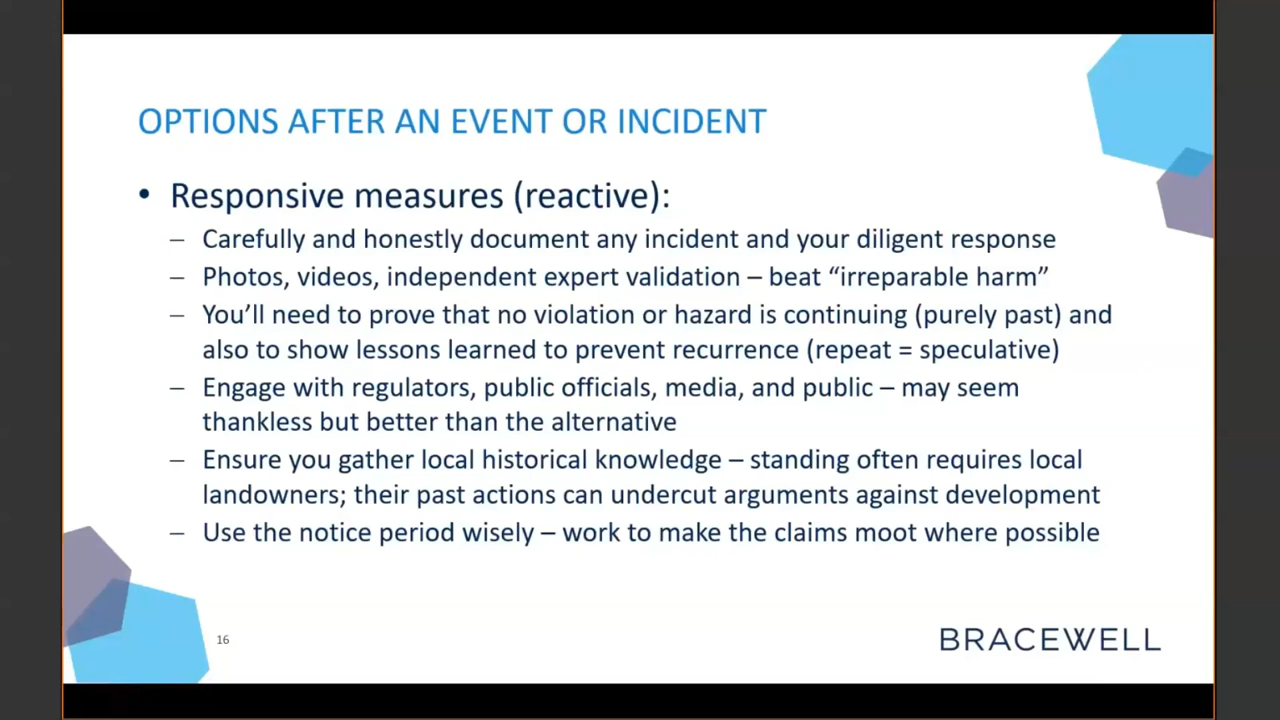 OPTIONS AFTER AN EVENT OR INCIDENT
• Responsive measures (reactive):
– Carefully and honestly document any incident and your diligent response
– Photos, videos, independent expert validation – beat “irreparable harm”
– You’ll need to prove that no violation or hazard is continuing (purely past) and
also to show lessons learned to prevent recurrence (repeat = speculative)
– Engage with regulators, public officials, media, and public – may seem
thankless but better than the alternative
– Ensure you gather local historical knowledge – standing often requires local
landowners; their past actions can undercut arguments against development
– Use the notice period wisely – work to make the claims moot where possible
16
BRACEWELL